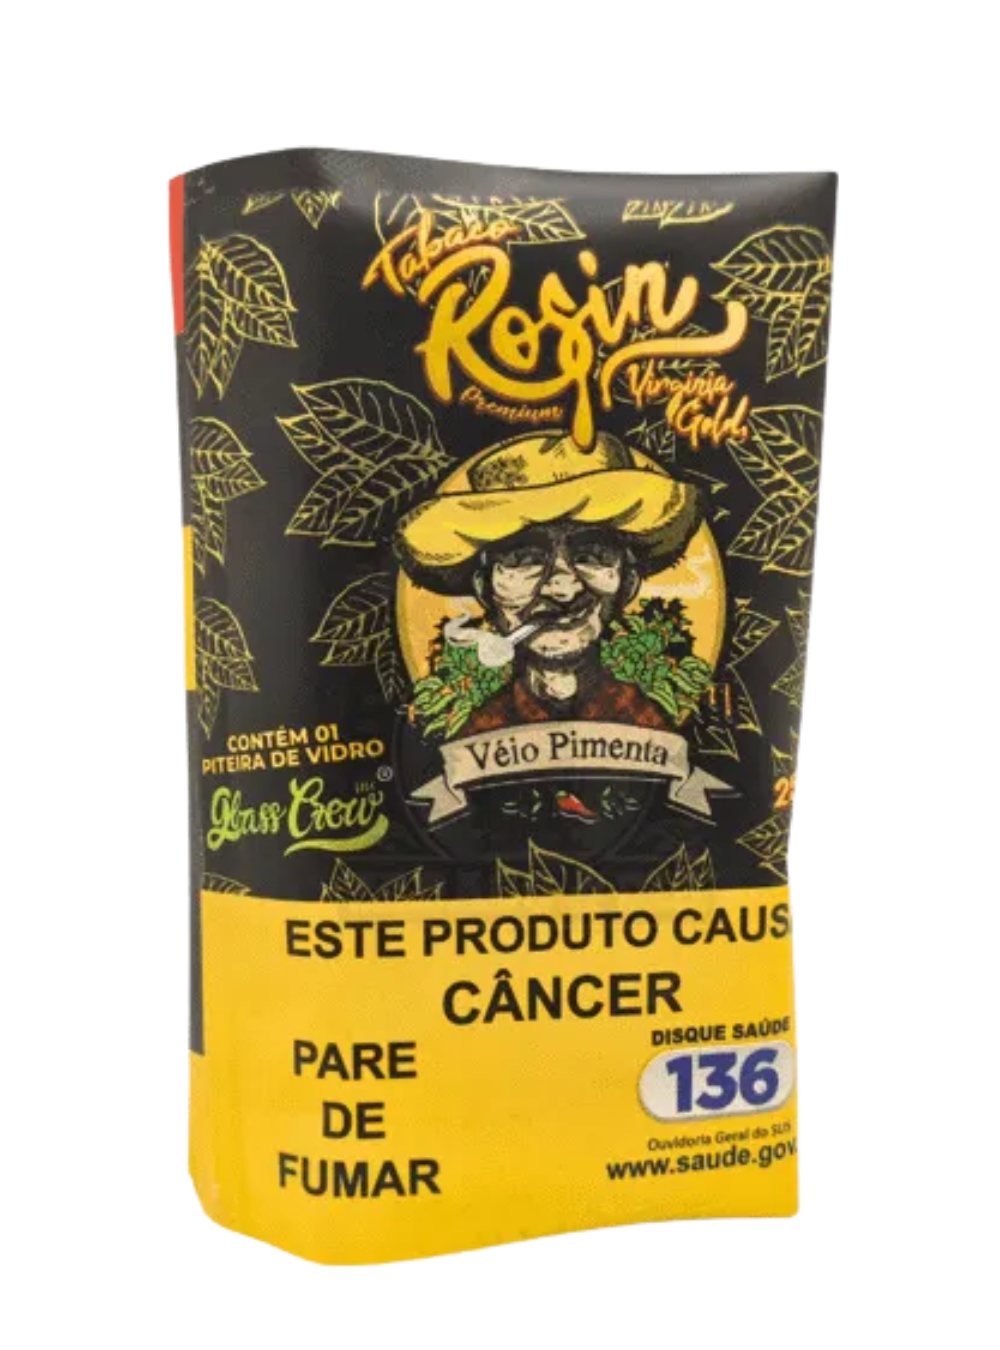 Tabaco
Rosin
Premium
Virginia
Gold
Véio Pimenta
CONTÉM 01
PITEIRA DE VIDRO
Glass Crew ®
ESTE PRODUTO CAUS
CÂNCER
PARE
DE
FUMAR
DISQUE SAÚDE
136
Ouvidoria Geral do SUS
www.saude.gov.